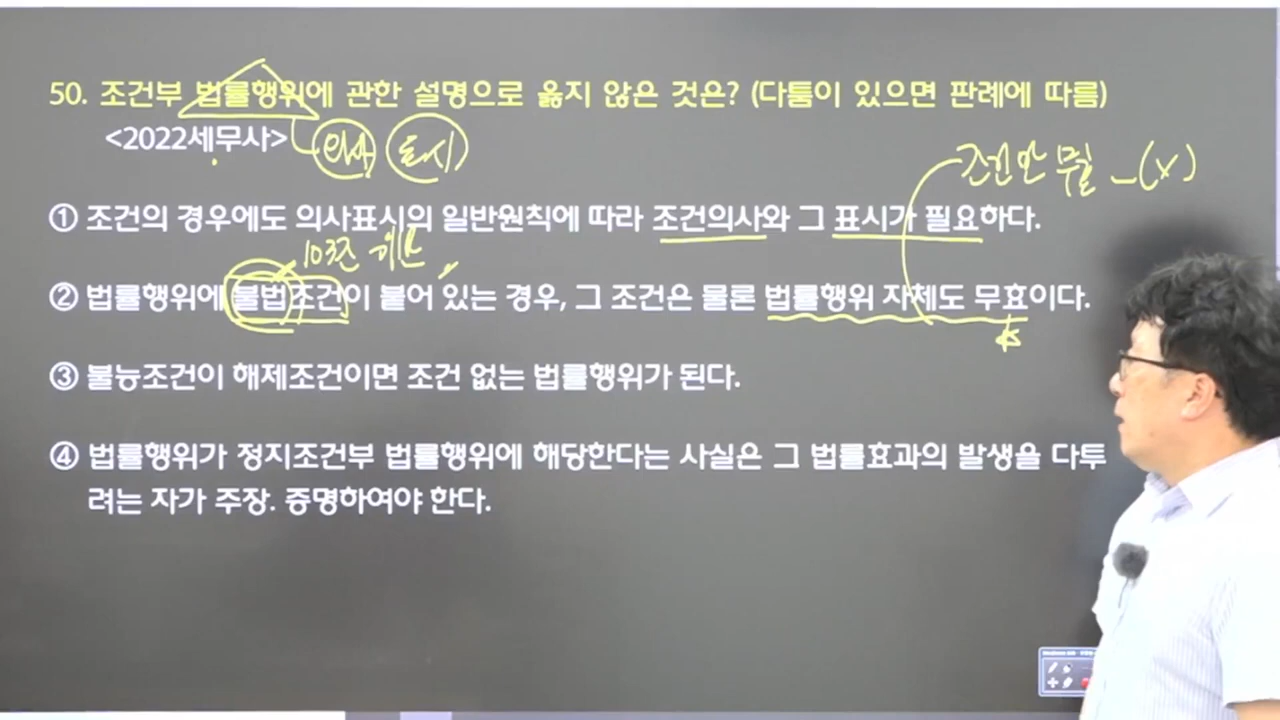 50. 조건부 법률행위에 관한 설명으로 옳지 않은 것은? (다툼이 있으면 판례에 따름)
<2022세무사>
의사 표시
조건만 무효 -(X)
① 조건의 경우에도 의사표시의 일반원칙에 따라 조건의사와 그 표시가 필요하다.
103조 위반
② 법률행위에 불법조건이 붙어 있는 경우, 그 조건은 물론 법률행위 자체도 무효이다.
③ 불능조건이 해제조건이면 조건 없는 법률행위가 된다.
④ 법률행위가 정지조건부 법률행위에 해당한다는 사실은 그 법률효과의 발생을 다투
려는 자가 주장. 증명하여야 한다.